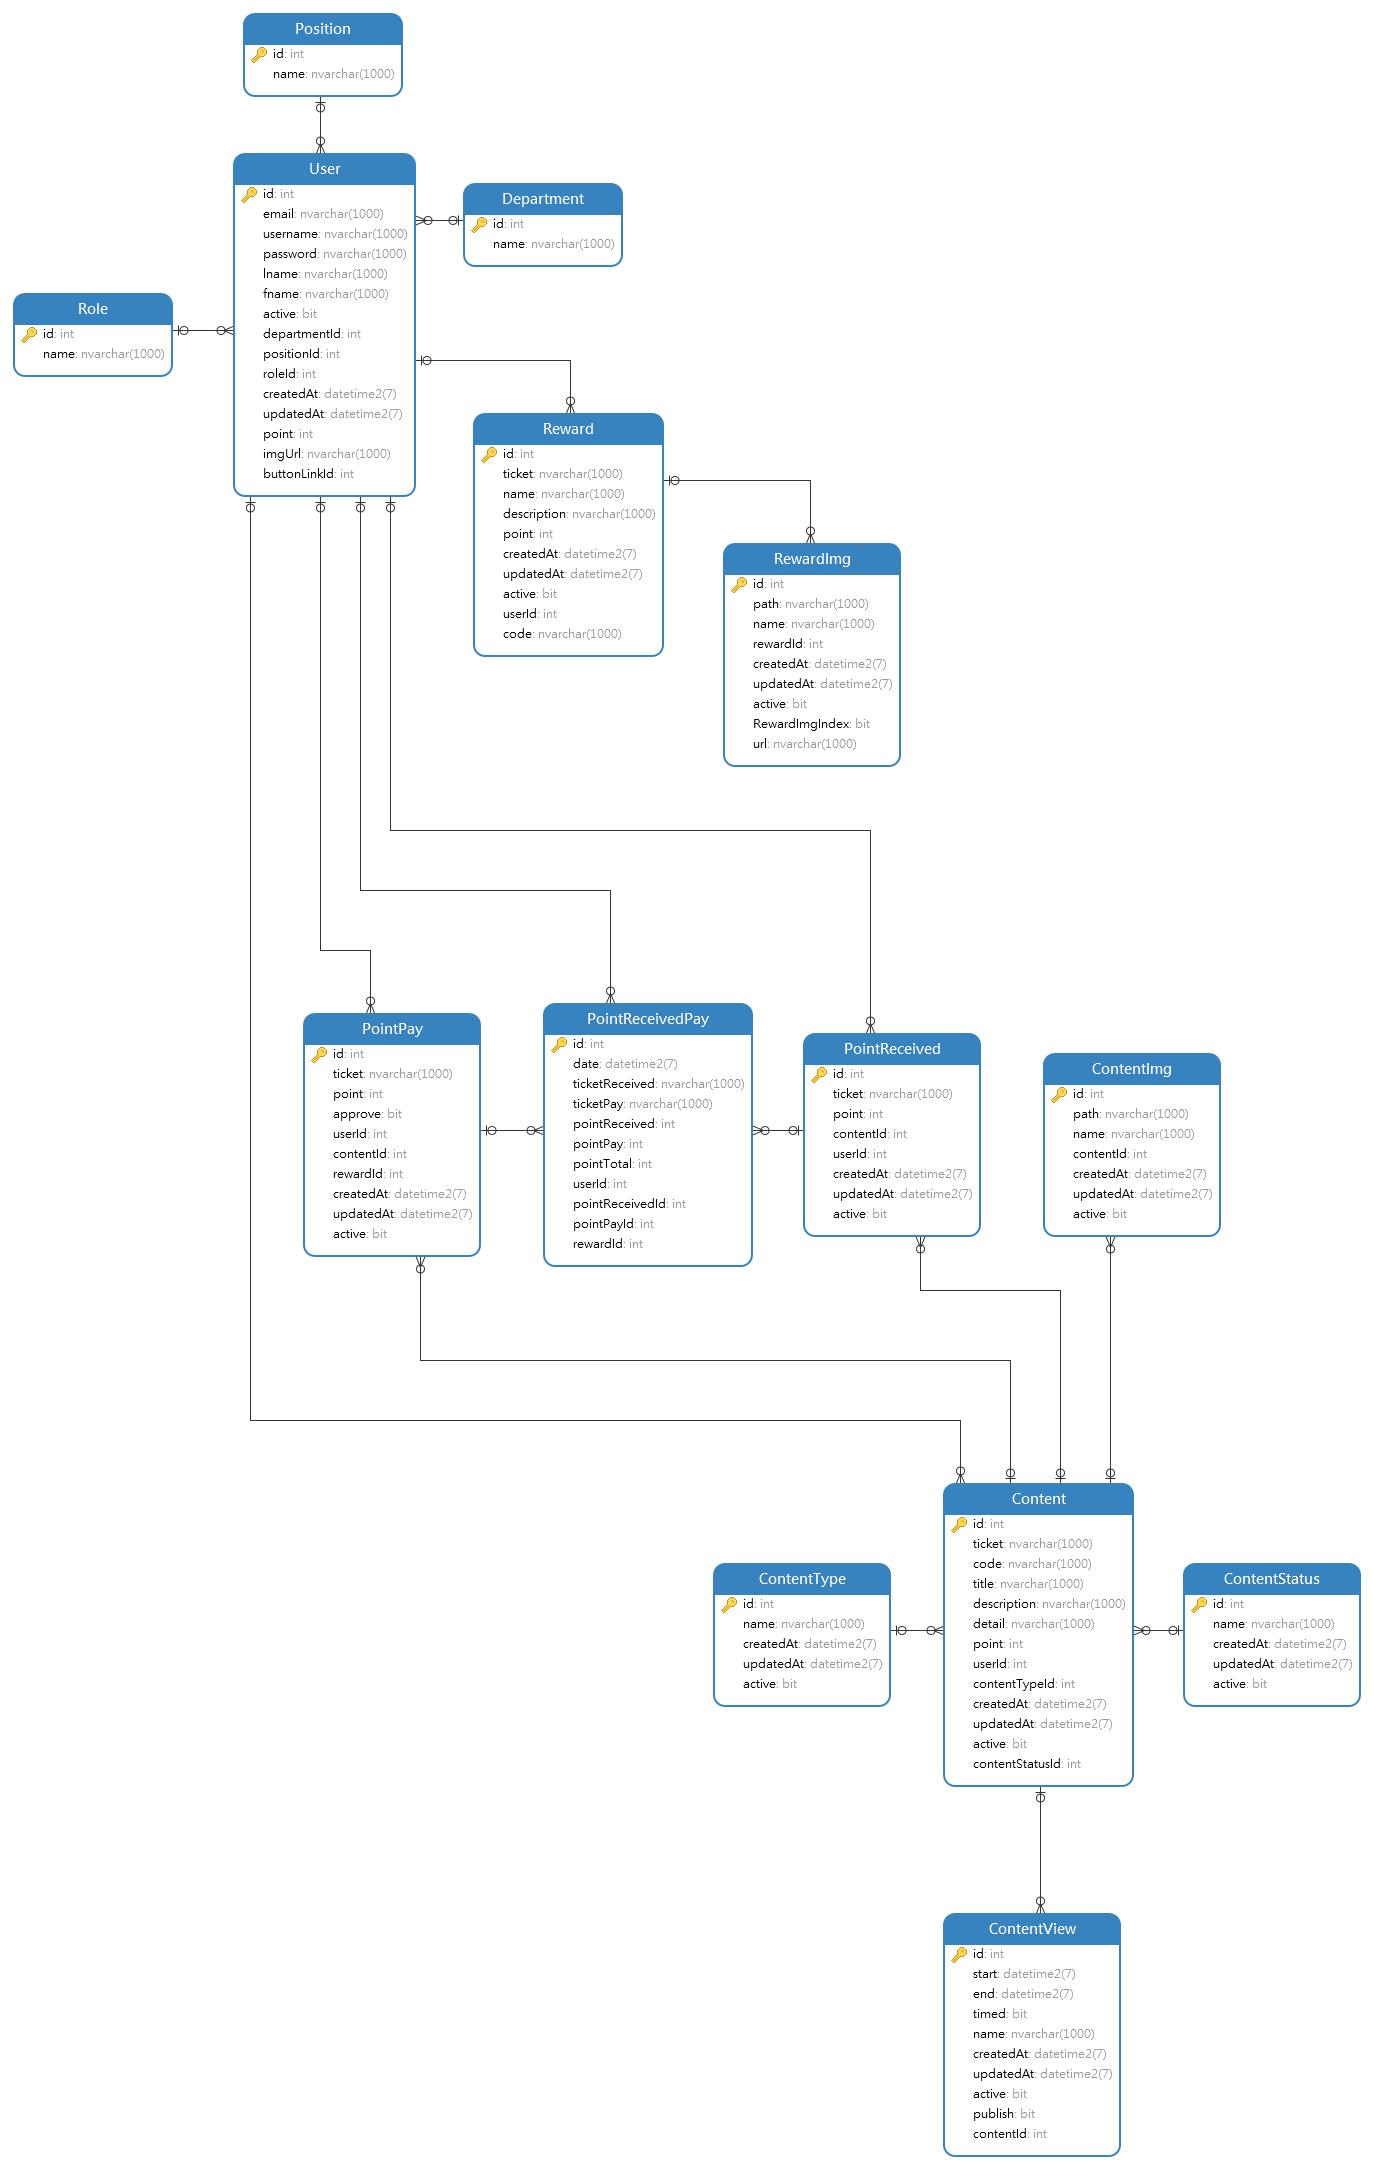 Position
id: int
name: nvarchar(1000)
User
id: int
email: nvarchar(1000)
username: nvarchar(1000)
password: nvarchar(1000)
lname: nvarchar(1000)
fname: nvarchar(1000)
active: bit
departmentId: int
positionId: int
roleId: int
createdAt: datetime2(7)
updatedAt: datetime2(7)
point: int
imgUrl: nvarchar(1000)
buttonLinkId: int
Department
id: int
name: nvarchar(1000)
Role
id: int
name: nvarchar(1000)
Reward
id: int
ticket: nvarchar(1000)
name: nvarchar(1000)
description: nvarchar(1000)
point: int
createdAt: datetime2(7)
updatedAt: datetime2(7)
active: bit
userId: int
code: nvarchar(1000)
RewardImg
id: int
path: nvarchar(1000)
name: nvarchar(1000)
rewardId: int
createdAt: datetime2(7)
updatedAt: datetime2(7)
active: bit
RewardImgIndex: bit
url: nvarchar(1000)
PointPay
id: int
ticket: nvarchar(1000)
point: int
approve: bit
userId: int
contentId: int
rewardId: int
createdAt: datetime2(7)
updatedAt: datetime2(7)
active: bit
PointReceivedPay
id: int
date: datetime2(7)
ticketReceived: nvarchar(1000)
ticketPay: nvarchar(1000)
pointReceived: int
pointPay: int
pointTotal: int
userId: int
pointReceivedId: int
pointPayId: int
rewardId: int
PointReceived
id: int
ticket: nvarchar(1000)
point: int
contentId: int
userId: int
createdAt: datetime2(7)
updatedAt: datetime2(7)
active: bit
ContentImg
id: int
path: nvarchar(1000)
name: nvarchar(1000)
contentId: int
createdAt: datetime2(7)
updatedAt: datetime2(7)
active: bit
Content
id: int
ticket: nvarchar(1000)
code: nvarchar(1000)
title: nvarchar(1000)
description: nvarchar(1000)
detail: nvarchar(1000)
point: int
userId: int
contentTypeId: int
createdAt: datetime2(7)
updatedAt: datetime2(7)
active: bit
contentStatusId: int
ContentType
id: int
name: nvarchar(1000)
createdAt: datetime2(7)
updatedAt: datetime2(7)
active: bit
ContentStatus
id: int
name: nvarchar(1000)
createdAt: datetime2(7)
updatedAt: datetime2(7)
active: bit
ContentView
id: int
start: datetime2(7)
end: datetime2(7)
timed: bit
name: nvarchar(1000)
createdAt: datetime2(7)
updatedAt: datetime2(7)
active: bit
publish: bit
contentId: int